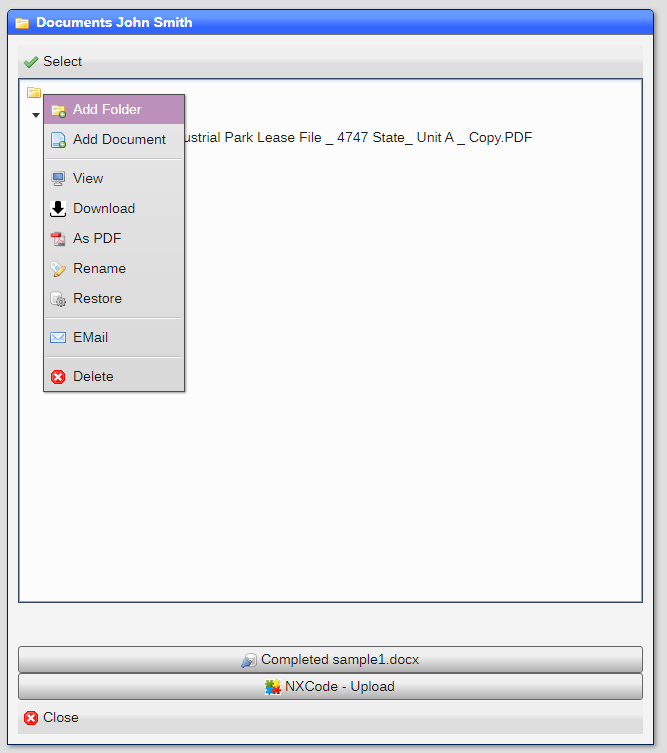 Documents John Smith
Select
Add Folder
Add Document
ustrial Park Lease File _ 4747 State_ Unit A _ Copy.PDF
View
Download
As PDF
Rename
Restore
EMail
Delete
Completed sample1.docx
NXCode - Upload
Close